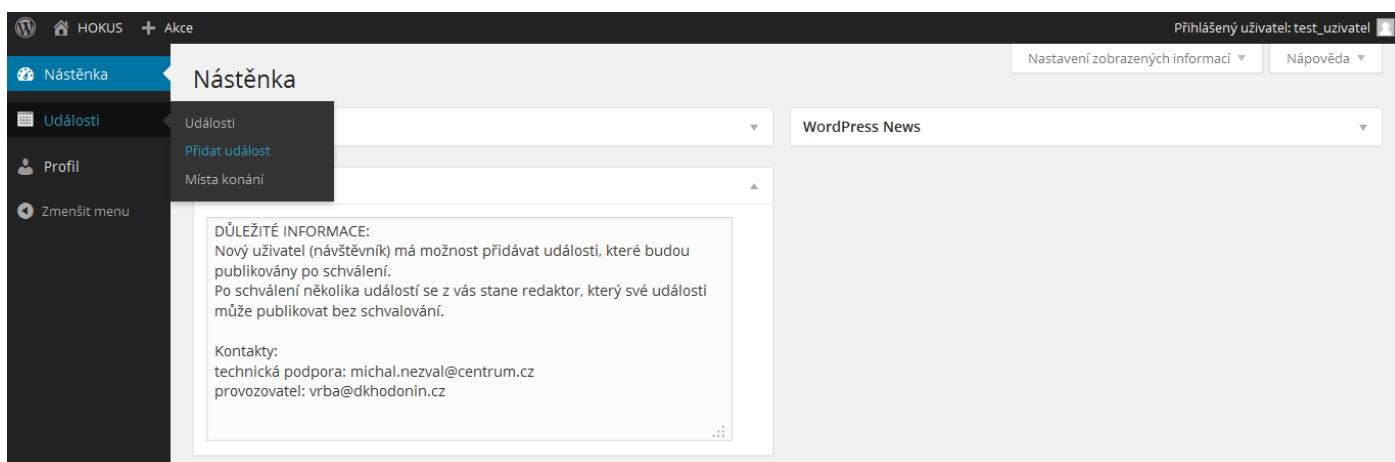 HOKUS + Akce
Přihlášený uživatel: test_uzivatel
Nástěnka
Události
Profil
Zmenšit menu
Události
Přidat událost
Místa konání
Nástěnka
Nastavení zobrazených informací
Nápověda
WordPress News
DŮLEŽITÉ INFORMACE:
Nový uživatel (návštěvník) má možnost přidávat události, které budou
publikovány po schválení.
Po schválení několika událostí se z vás stane redaktor, který své události
může publikovat bez schvalování.
Kontakty:
technická podpora: michal.nezval@centrum.cz
provozovatel: vrba@dkhodonin.cz